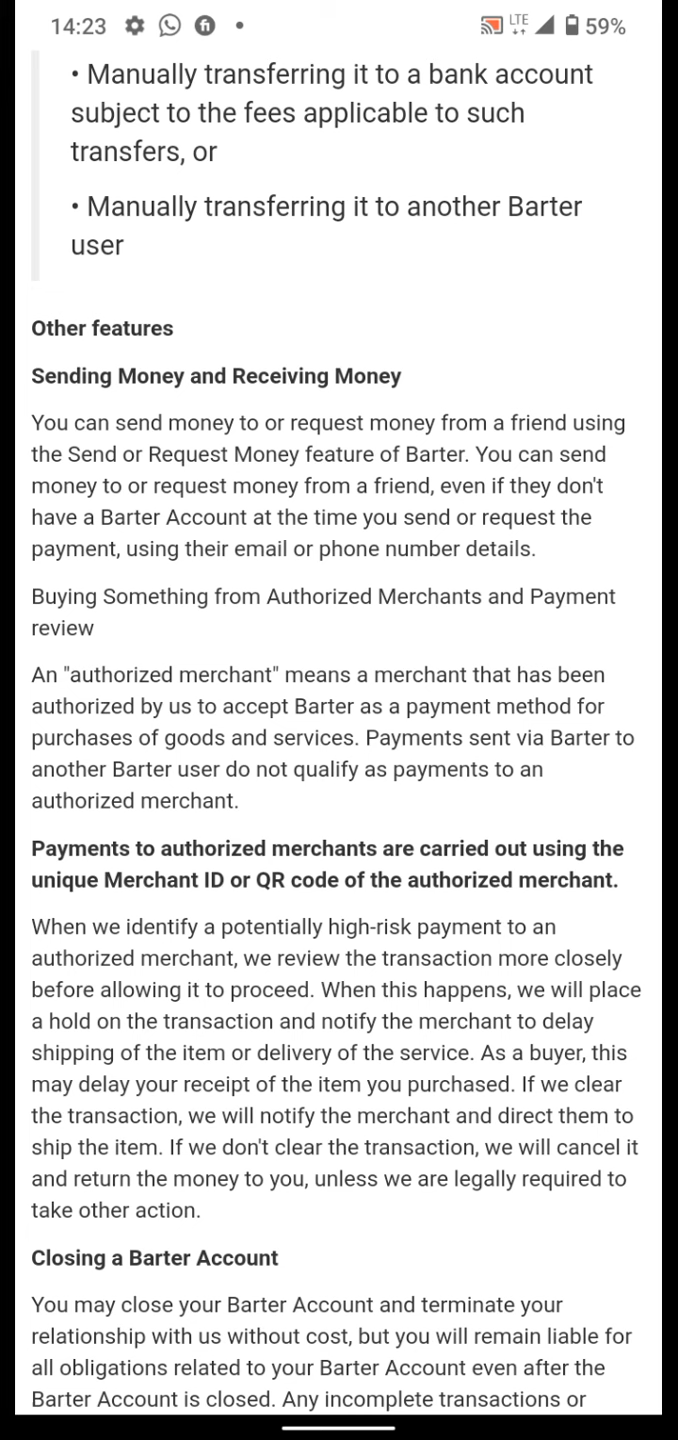 14:23 LTE 59%
• Manually transferring it to a bank account
subject to the fees applicable to such
transfers, or
• Manually transferring it to another Barter
user
Other features
Sending Money and Receiving Money
You can send money to or request money from a friend using
the Send or Request Money feature of Barter. You can send
money to or request money from a friend, even if they don't
have a Barter Account at the time you send or request the
payment, using their email or phone number details.
Buying Something from Authorized Merchants and Payment
review
An "authorized merchant" means a merchant that has been
authorized by us to accept Barter as a payment method for
purchases of goods and services. Payments sent via Barter to
another Barter user do not qualify as payments to an
authorized merchant.
Payments to authorized merchants are carried out using the
unique Merchant ID or QR code of the authorized merchant.
When we identify a potentially high-risk payment to an
authorized merchant, we review the transaction more closely
before allowing it to proceed. When this happens, we will place
a hold on the transaction and notify the merchant to delay
shipping of the item or delivery of the service. As a buyer, this
may delay your receipt of the item you purchased. If we clear
the transaction, we will notify the merchant and direct them to
ship the item. If we don't clear the transaction, we will cancel it
and return the money to you, unless we are legally required to
take other action.
Closing a Barter Account
You may close your Barter Account and terminate your
relationship with us without cost, but you will remain liable for
all obligations related to your Barter Account even after the
Barter Account is closed. Any incomplete transactions or